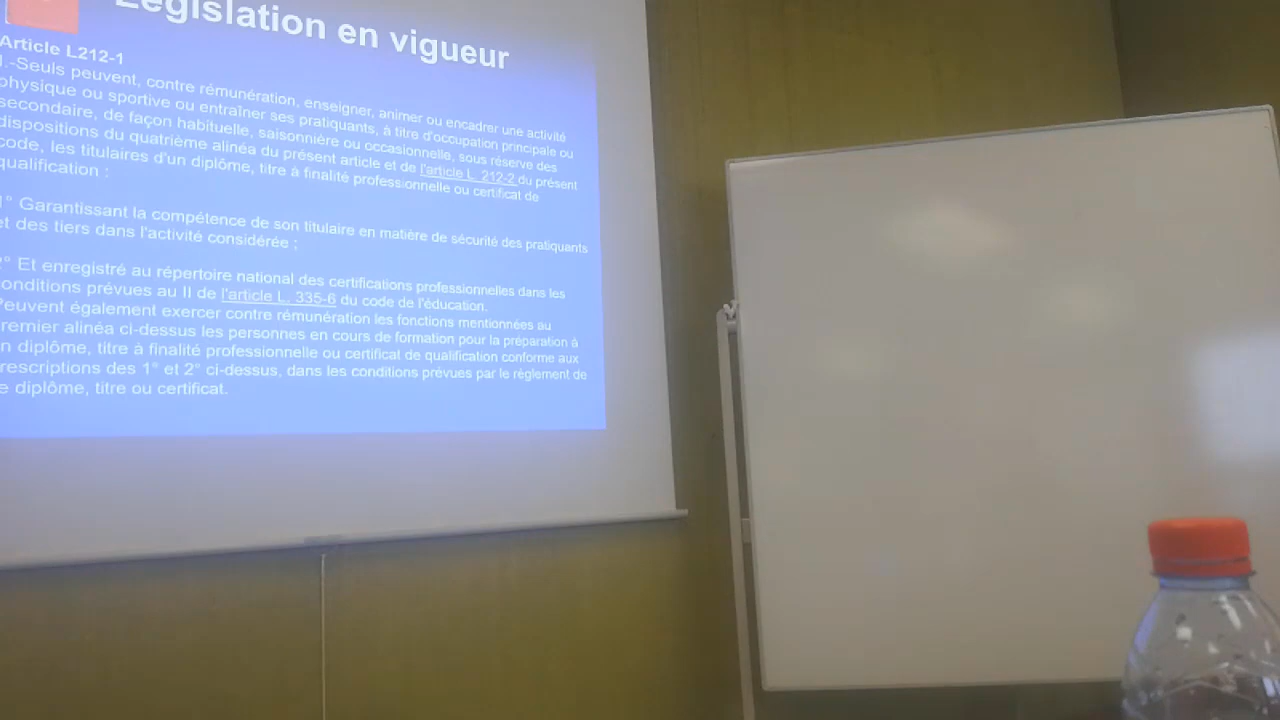 Législation en vigueur
Article L212-1
I.-Seuls peuvent, contre rémunération, enseigner, animer ou encadrer une activité
physique ou sportive ou entraîner ses pratiquants, à titre d'occupation principale ou
secondaire, de façon habituelle, saisonnière ou occasionnelle, sous réserve des
dispositions du quatrième alinéa du présent article et de l'article L. 212-2 du présent
code, les titulaires d'un diplôme, titre à finalité professionnelle ou certificat de
qualification :
1° Garantissant la compétence de son titulaire en matière de sécurité des pratiquants
et des tiers dans l'activité considérée ;
2° Et enregistré au répertoire national des certifications professionnelles dans les
conditions prévues au II de l'article L. 335-6 du code de l'éducation.
Peuvent également exercer contre rémunération les fonctions mentionnées au
premier alinéa ci-dessus les personnes en cours de formation pour la préparation à
un diplôme, titre à finalité professionnelle ou certificat de qualification conforme aux
prescriptions des 1° et 2° ci-dessus, dans les conditions prévues par le règlement de
ce diplôme, titre ou certificat.